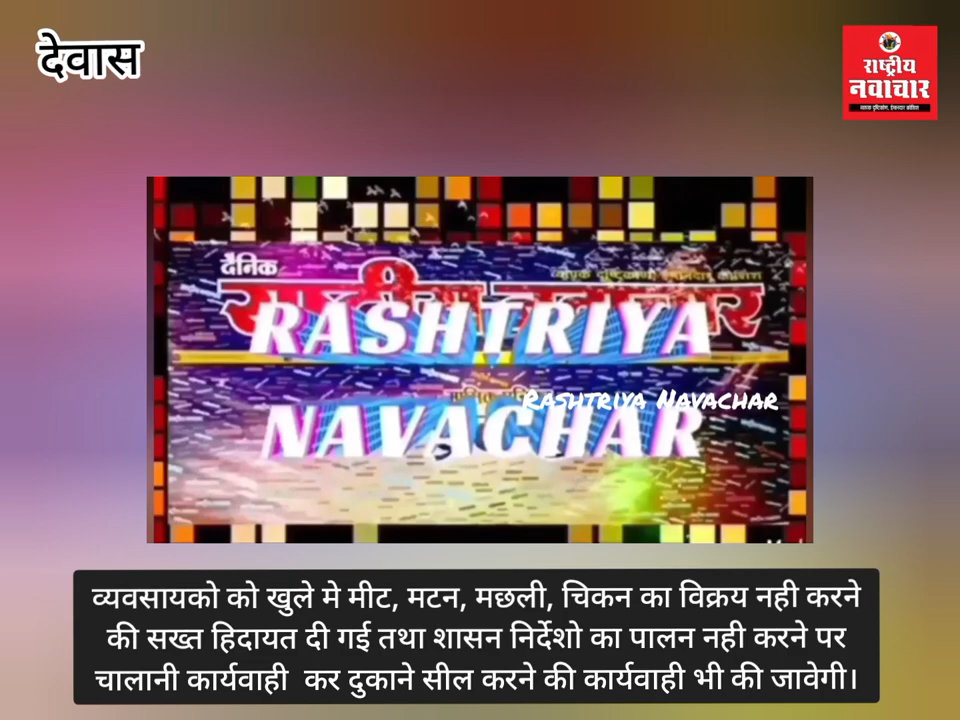 देवास
राष्ट्रीय
नवाचार
दैनिक
RASHTRIYA
Rashtriya Navachar
NAVACHAR
व्यवसायको को खुले मे मीट, मटन, मछली, चिकन का विक्रय नही करने
की सख्त हिदायत दी गई तथा शासन निर्देशो का पालन नही करने पर
चालानी कार्यवाही कर दुकाने सील करने की कार्यवाही भी की जावेगी।